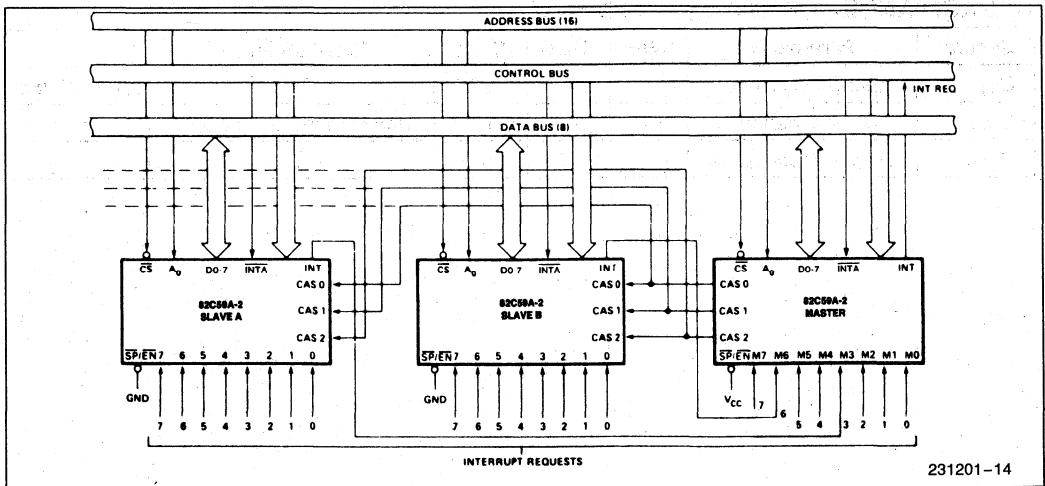 ADDRESS BUS (16)
CONTROL BUS
INT REQ
DATA BUS (8)
CS A0 D0-7 INTA INT
CS A0 D0-7 INTA INT
CS A0 D0-7 INTA INT
82C59A-2
SLAVE A
CAS 0
CAS 1
CAS 2
82C59A-2
SLAVE B
CAS 0
CAS 1
CAS 2
CAS 0
CAS 1
CAS 2
82C59A-2
MASTER
SP/EN 7 6 5 4 3 2 1 0
SP/EN 7 6 5 4 3 2 1 0
SP/EN M7 M6 M5 M4 M3 M2 M1 M0
GND
GND
VCC
7 6 5 4 3 2 1 0
7 6 5 4 3 2 1 0
7 6 5 4 3 2 1 0
INTERRUPT REQUESTS
231201-14